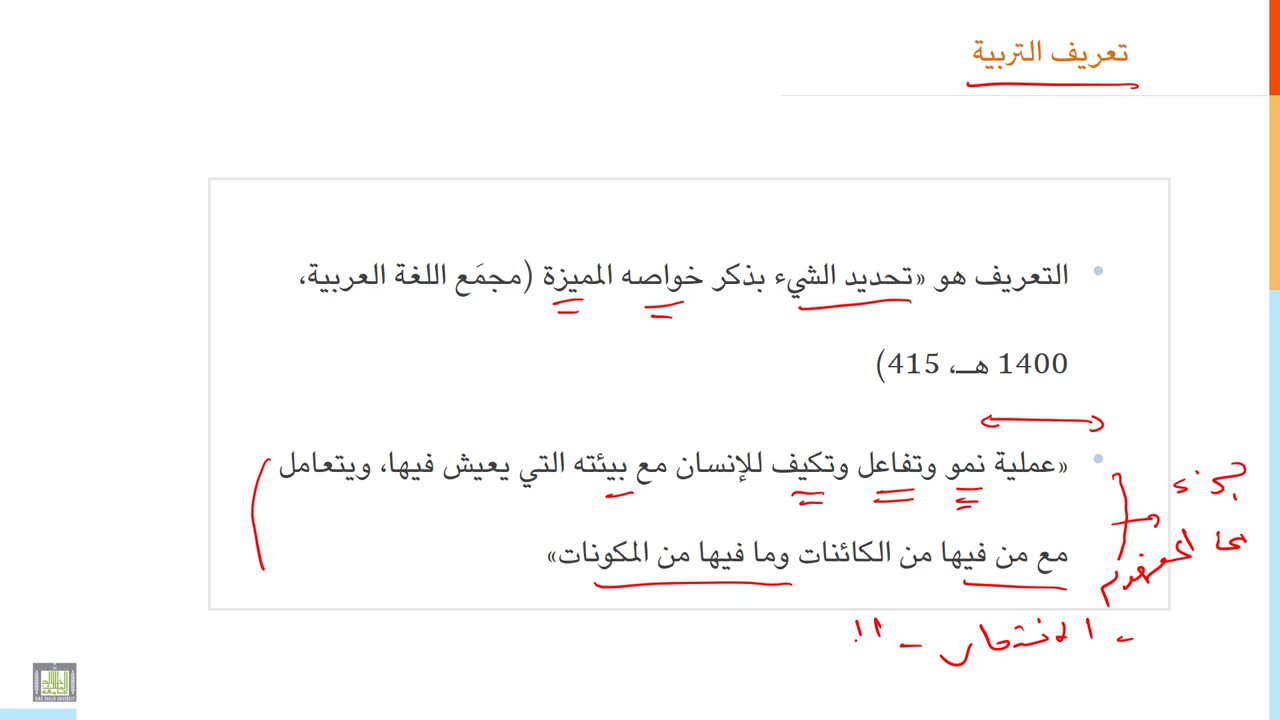 تعريف التربية
التعريف هو «تحديد الشيء بذكر خواصه المميزة (مجمَع اللغة العربية،
1400 هـ، 415)
«عملية نمو وتفاعل وتكيف للإنسان مع بيئته التي يعيش فيها، ويتعامل
مع من فيها من الكائنات وما فيها من المكونات»